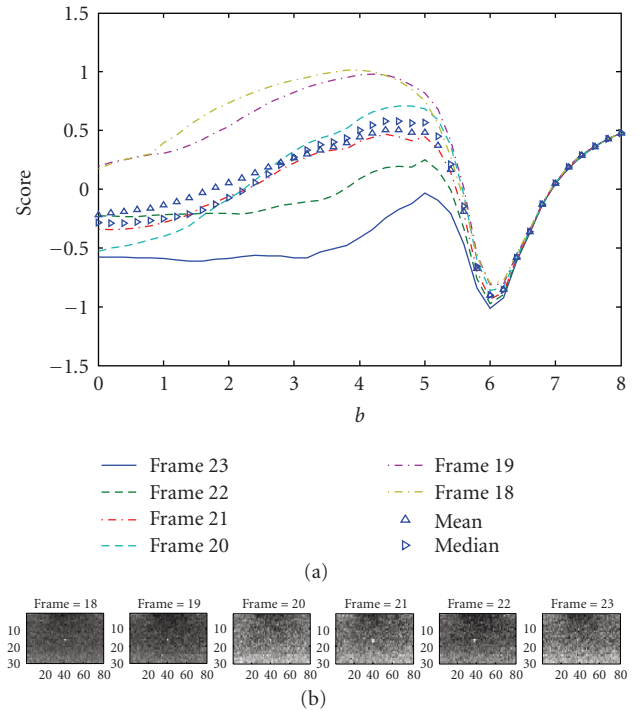 1.5
1
0.5
0
−0.5
−1
−1.5
Score
0 1 2 3 4 5 6 7 8
b
Frame 23
Frame 22
Frame 21
Frame 20
Frame 19
Frame 18
Mean
Median
(a)
Frame = 18 Frame = 19 Frame = 20 Frame = 21 Frame = 22 Frame = 23
10 10 10 10 10 10
20 20 20 20 20 20
30 30 30 30 30 30
20 40 60 80 20 40 60 80 20 40 60 80 20 40 60 80 20 40 60 80 20 40 60 80
(b)